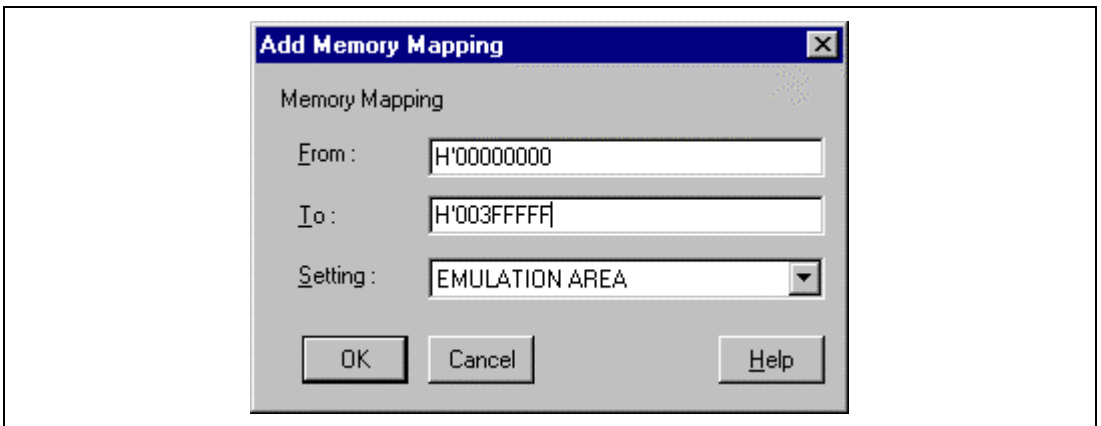 Add Memory Mapping
Memory Mapping
From : H'00000000
To : H'003FFFFF
Setting : EMULATION AREA
OK Cancel Help